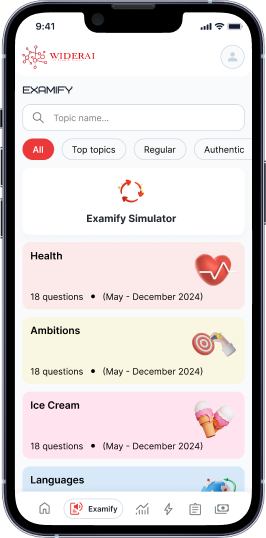 9:41
WIDERAI
EXAMIFY
Topic name...
All Top topics Regular Authentic
Examify Simulator
Health
18 questions • (May - December 2024)
Ambitions
18 questions • (May - December 2024)
Ice Cream
18 questions • (May - December 2024)
Languages
Examify